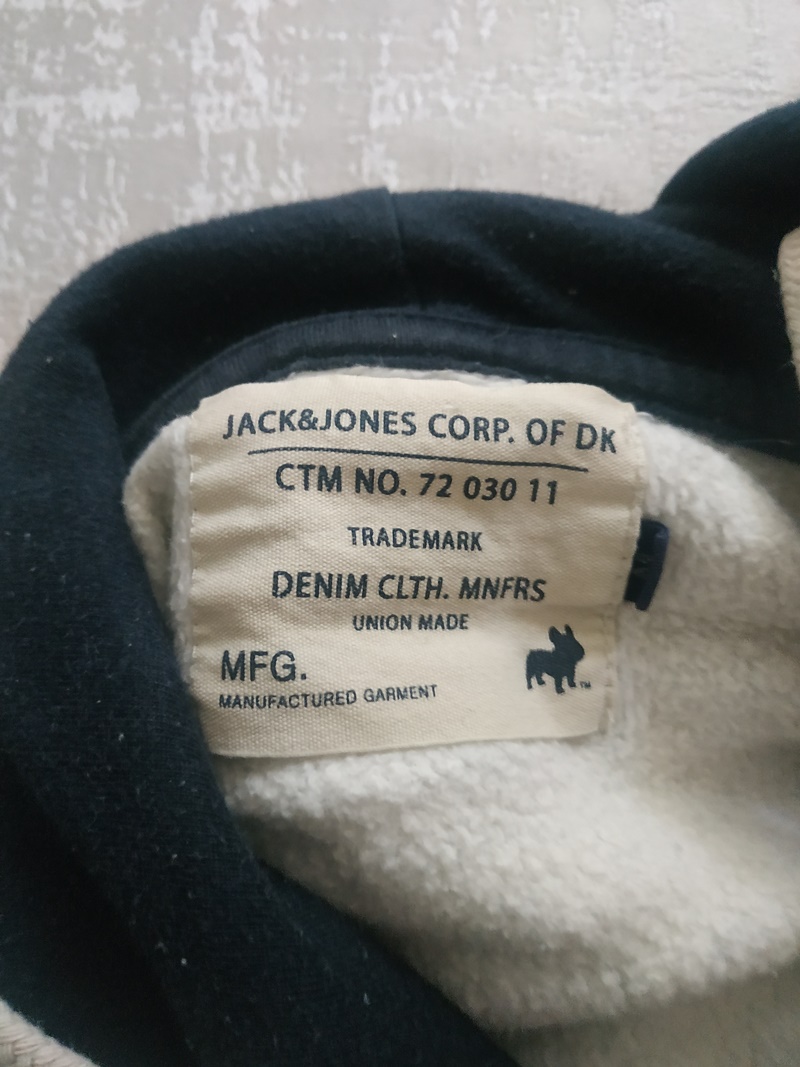 JACK&JONES CORP. OF DK
CTM NO. 72 030 11
TRADEMARK
DENIM CLTH. MNFRS
UNION MADE
MFG.
MANUFACTURED GARMENT
TM